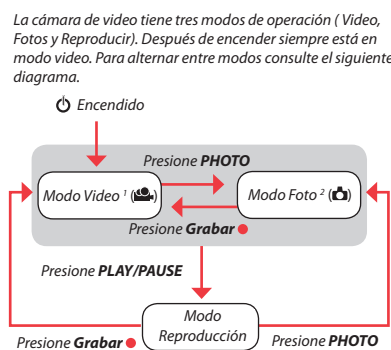 La cámara de video tiene tres modos de operación ( Video,
Fotos y Reproducir). Después de encender siempre está en
modo video. Para alternar entre modos consulte el siguiente
diagrama.
Encendido
Presione PHOTO
Modo Video ¹ ( )
Modo Foto ² ( )
Presione Grabar
Presione PLAY/PAUSE
Modo
Reproducción
Presione Grabar
Presione PHOTO